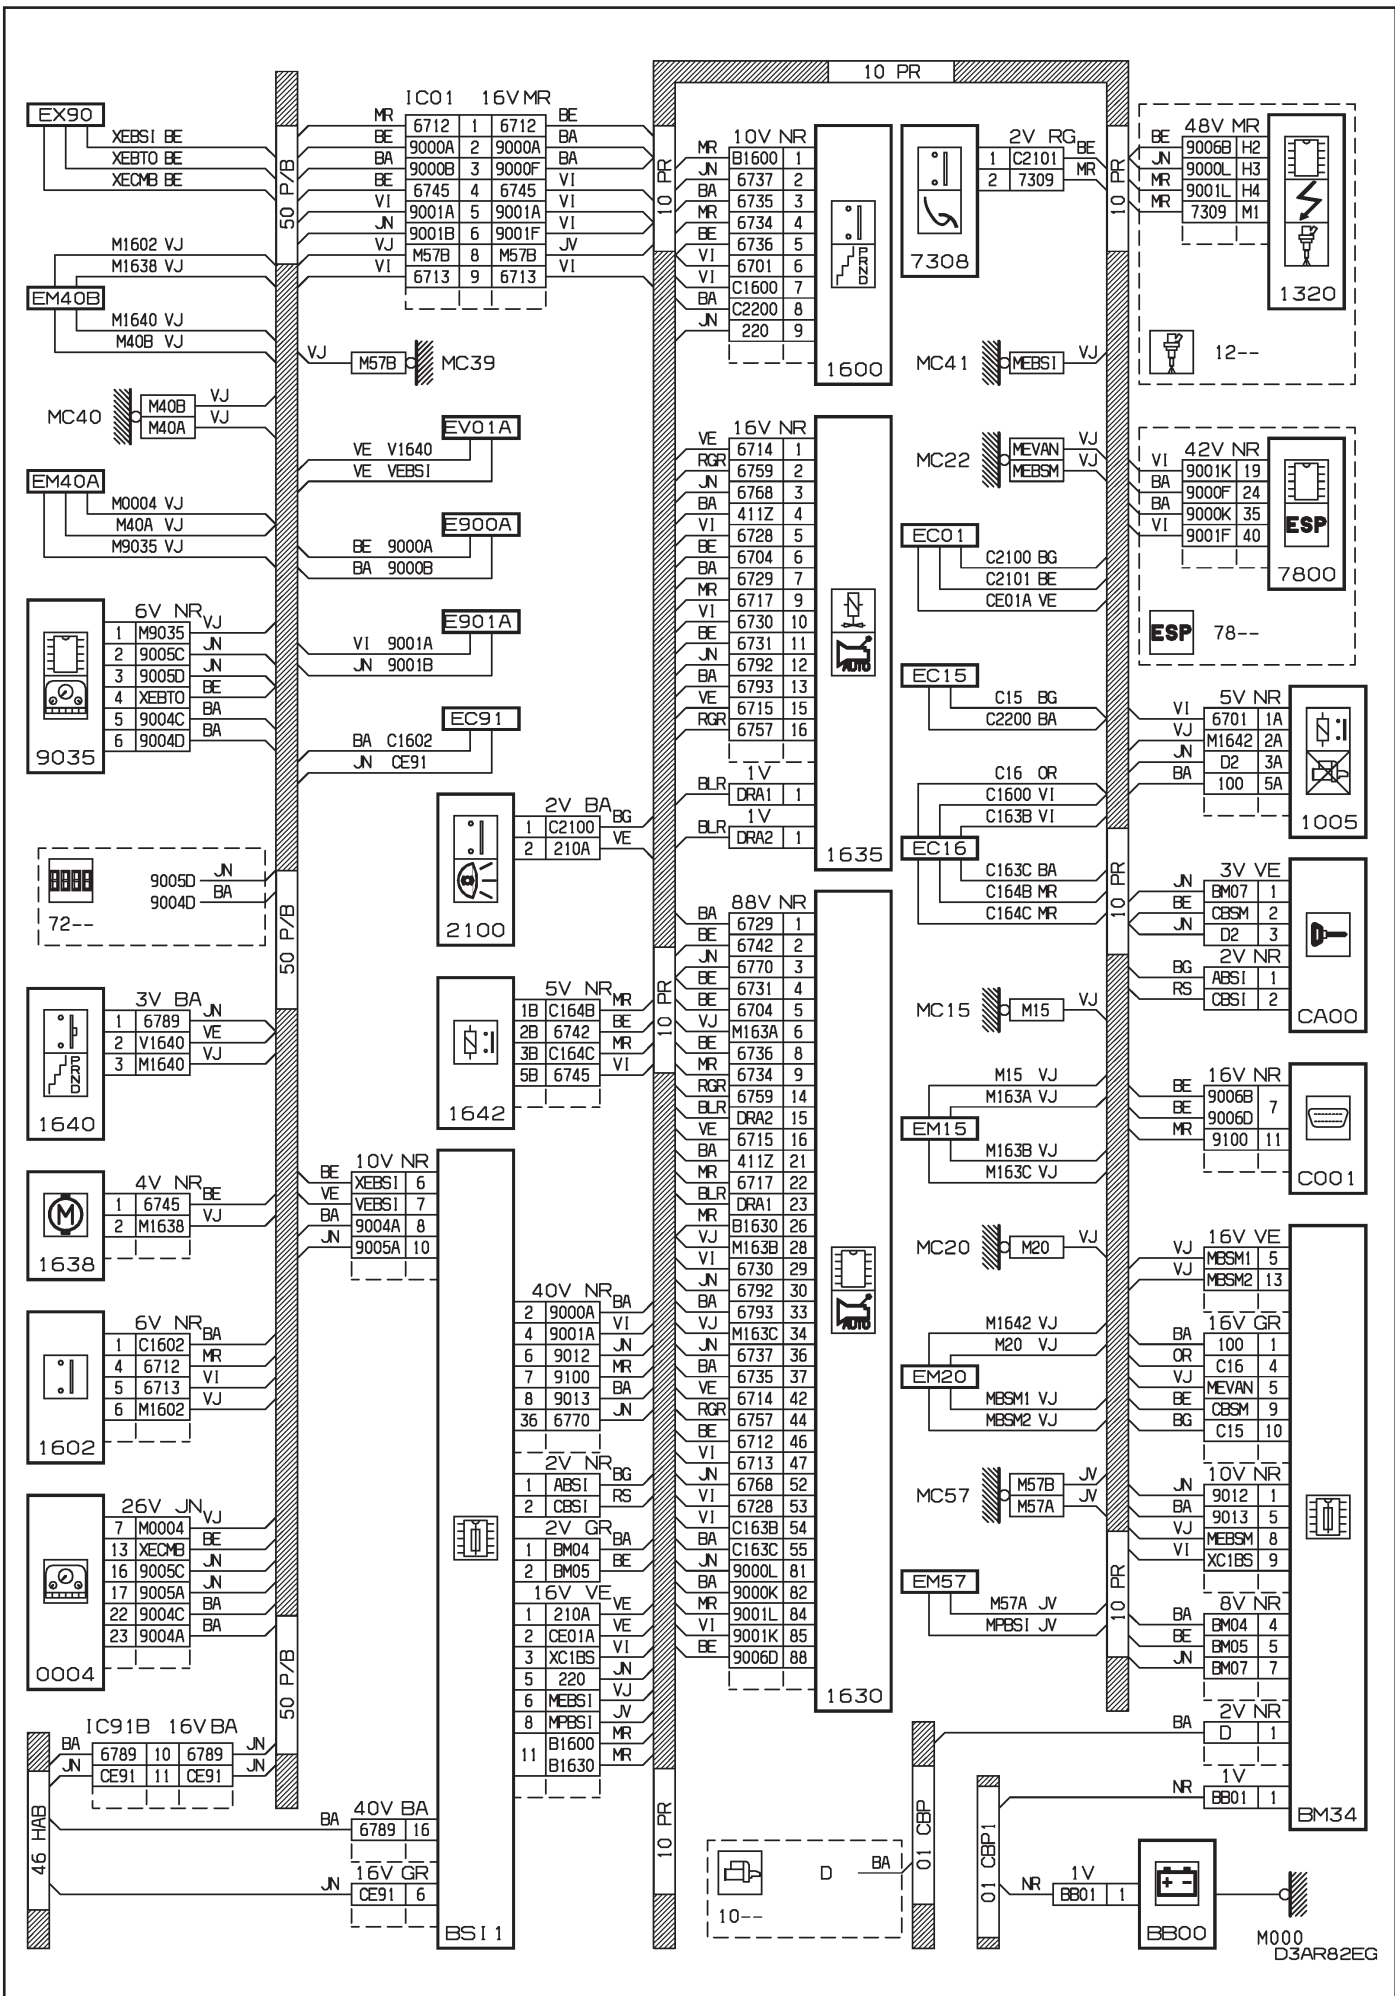 10 PR
EX90
XEBSI BE
XEBTO BE
XECMB BE
50 P/B
M1602 VJ
M1638 VJ
EM40B
M1640 VJ
M40B VJ
MC40
M40B VJ
M40A VJ
EM40A
M0004 VJ
M40A VJ
M9035 VJ
6V NR
1 M9035 VJ
2 9005C JN
3 9005D JN
4 XEBTO BE
5 9004C BA
6 9004D BA
9035
9005D JN
9004D BA
72--
50 P/B
3V BA
1 6789 JN
2 V1640 VE
3 M1640 VJ
PRND
1640
4V NR
1 6745 BE
2 M1638 VJ
M
1638
6V NR
1 C1602 BA
4 6712 MR
5 6713 VI
6 M1602 VJ
1602
26V JN
7 M0004 VJ
13 XECMB BE
16 9005C JN
17 9005A JN
22 9004C BA
23 9004A BA
0004
50 P/B
IC91B 16V BA
BA 6789 10 6789 JN
JN CE91 11 CE91 JN
46 HAB
IC01 16V MR
MR 6712 1 6712 BE
BE 9000A 2 9000A BA
BA 9000B 3 9000F BA
BE 6745 4 6745 VI
VI 9001A 5 9001A VI
JN 9001B 6 9001F VI
VJ M57B 8 M57B JV
VI 6713 9 6713 VI
VJ M57B MC39
EV01A
VE V1640
VE VEBSI
E900A
BE 9000A
BA 9000B
E901A
VI 9001A
JN 9001B
EC91
BA C1602
JN CE91
2V BA
1 C2100 BG
2 210A VE
2100
5V NR
1B C164B MR
2B 6742 BE
3B C164C MR
5B 6745 VI
1642
10V NR
BE XEBSI 6
VE VEBSI 7
BA 9004A 8
JN 9005A 10
40V NR
2 9000A BA
4 9001A VI
6 9012 JN
7 9100 MR
8 9013 BA
36 6770 JN
2V NR
1 ABSI BG
2 CBSI RS
2V GR
1 BM04 BA
2 BM05 BE
16V VE
1 210A VE
2 CE01A VE
3 XC1BS VI
5 220 JN
6 MEBSI VJ
8 MPBSI JV
11 B1600 MR
B1630 MR
40V BA
BA 6789 16
16V GR
JN CE91 6
BSI1
10 PR
10 PR
10 PR
10V NR
MR B1600 1
JN 6737 2
BA 6735 3
MR 6734 4
BE 6736 5
VI 6701 6
VI C1600 7
BA C2200 8
JN 220 9
PRND
1600
16V NR
VE 6714 1
RGR 6759 2
JN 6768 3
BA 411Z 4
VI 6728 5
BE 6704 6
BA 6729 7
MR 6717 9
VI 6730 10
BE 6731 11
JN 6792 12
BA 6793 13
VE 6715 15
RGR 6757 16
1V
BLR DRA1 1
1V
BLR DRA2 1
AUTO
1635
88V NR
BA 6729 1
BE 6742 2
JN 6770 3
BE 6731 4
BE 6704 5
VJ M163A 6
BE 6736 8
MR 6734 9
RGR 6759 14
BLR DRA2 15
VE 6715 16
BA 411Z 21
MR 6717 22
BLR DRA1 23
MR B1630 26
VJ M163B 28
VI 6730 29
JN 6792 30
BA 6793 33
VJ M163C 34
JN 6737 36
BA 6735 37
VE 6714 42
RGR 6757 44
BE 6712 46
VI 6713 47
JN 6768 52
VI 6728 53
VI C163B 54
BA C163C 55
JN 9000L 81
BA 9000K 82
MR 9001L 84
VI 9001K 85
BE 9006D 88
AUTO
1630
2V RG
1 C2101 BE
2 7309 MR
7308
MC41 MEBSI VJ
MC22 MEVAN VJ
MEBSM VJ
EC01
C2100 BG
C2101 BE
CE01A VE
EC15
C15 BG
C2200 BA
C16 OR
C1600 VI
C163B VI
EC16
C163C BA
C164B MR
C164C MR
MC15 M15 VJ
M15 VJ
M163A VJ
EM15
M163B VJ
M163C VJ
MC20 M20 VJ
M1642 VJ
M20 VJ
EM20
MBSM1 VJ
MBSM2 VJ
MC57 M57B JV
M57A JV
EM57
M57A JV
MPBSI JV
10 PR
10 PR
10 PR
48V MR
BE 9006B H2
JN 9000L H3
MR 9001L H4
MR 7309 M1
1320
12--
42V NR
VI 9001K 19
BA 9000F 24
BA 9000K 35
VI 9001F 40
ESP
7800
ESP 78--
5V NR
VI 6701 1A
VJ M1642 2A
JN D2 3A
BA 100 5A
1005
3V VE
JN BM07 1
BE CBSM 2
JN D2 3
2V NR
BG ABSI 1
RS CBSI 2
CA00
16V NR
BE 9006B 7
BE 9006D
MR 9100 11
C001
16V VE
VJ MBSM1 5
VJ MBSM2 13
16V GR
BA 100 1
OR C16 4
VJ MEVAN 5
BE CBSM 9
BG C15 10
10V NR
JN 9012 1
BA 9013 5
VJ MEBSM 8
VI XC1BS 9
8V NR
BA BM04 4
BE BM05 5
JN BM07 7
2V NR
BA D 1
1V
NR BB01 1
BM34
01 CBP
01 CBP1
D BA
10--
1V
NR BB01 1
+ -
BB00
M000
D3AR82EG